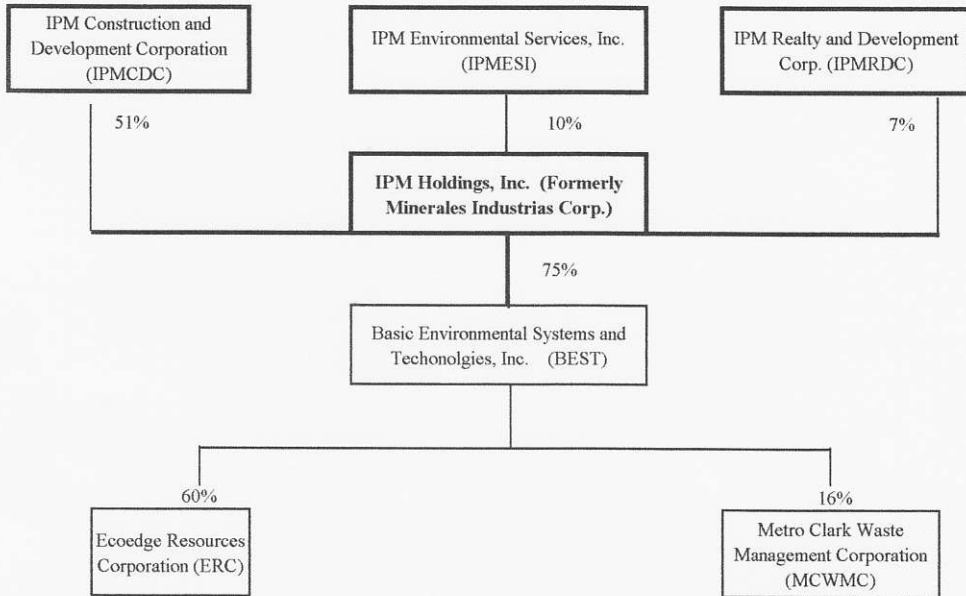 IPM Construction and
Development Corporation
(IPMCDC)
IPM Environmental Services, Inc.
(IPMESI)
IPM Realty and Development
Corp. (IPMRDC)
51%
10%
7%
IPM Holdings, Inc. (Formerly
Minerales Industrias Corp.)
75%
Basic Environmental Systems and
Techonolgies, Inc. (BEST)
60%
16%
Ecoedge Resources
Corporation (ERC)
Metro Clark Waste
Management Corporation
(MCWMC)